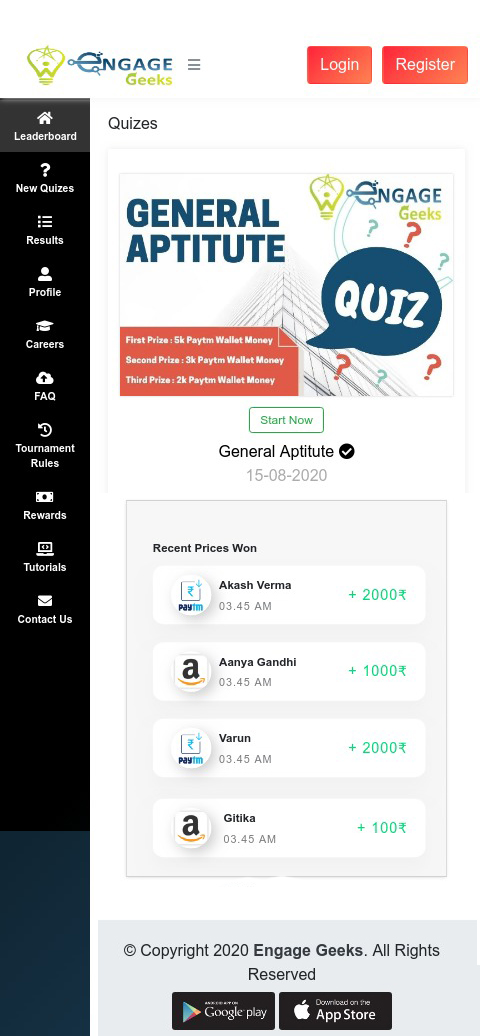 ENGAGE
Geeks
Login
Register
Leaderboard
New Quizes
Results
Profile
Careers
FAQ
Tournament
Rules
Rewards
Tutorials
Contact Us
Quizes
ENGAGE
Geeks
GENERAL
APTITUTE
QUIZ
First Prize : 5k Paytm Wallet Money
Second Prize : 3k Paytm Wallet Money
Third Prize : 2k Paytm Wallet Money
Start Now
General Aptitute
15-08-2020
Recent Prices Won
paytm
Akash Verma
03.45 AM
+ 2000₹
a
Aanya Gandhi
03.45 AM
+ 1000₹
paytm
Varun
03.45 AM
+ 2000₹
a
Gitika
03.45 AM
+ 100₹
© Copyright 2020 Engage Geeks. All Rights
Reserved
ANDROID APP ON
Google play
Download on the
App Store